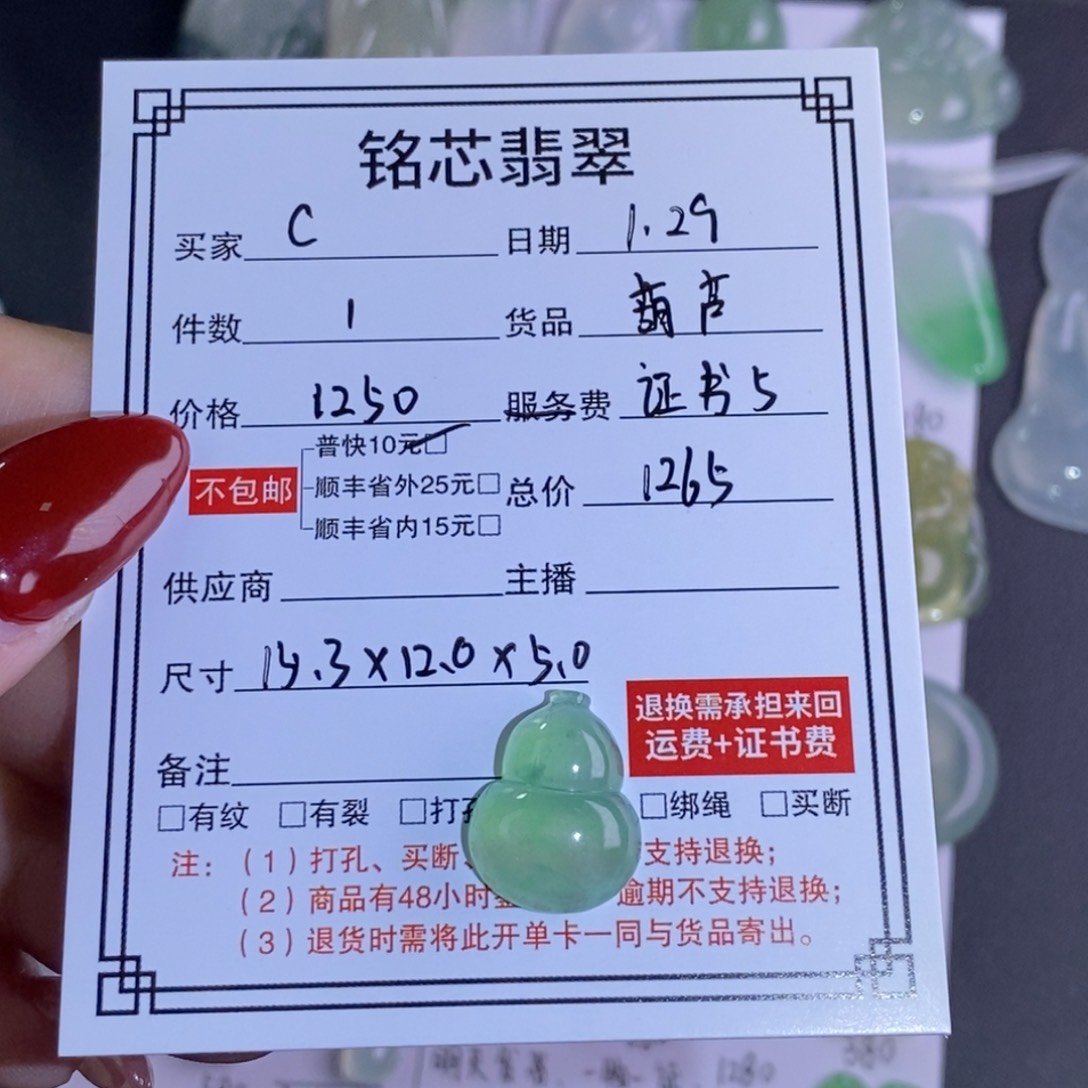 铭芯翡翠
买家 C 日期 1.29
件数 1 货品 葫芦
价格 1250 服务费 证书5
不包邮 普快10元□
顺丰省外25元□ 总价 1265
顺丰省内15元□
供应商 主播
尺寸 15.3×12.0×5.0
退换需承担来回
运费+证书费
备注
□有纹 □有裂 □打 □绑绳 □买断
注:(1)打孔、买断 支持退换;
(2)商品有48小时 逾期不支持退换;
(3)退货时需将此开单卡一同与货品寄出。
1280
380